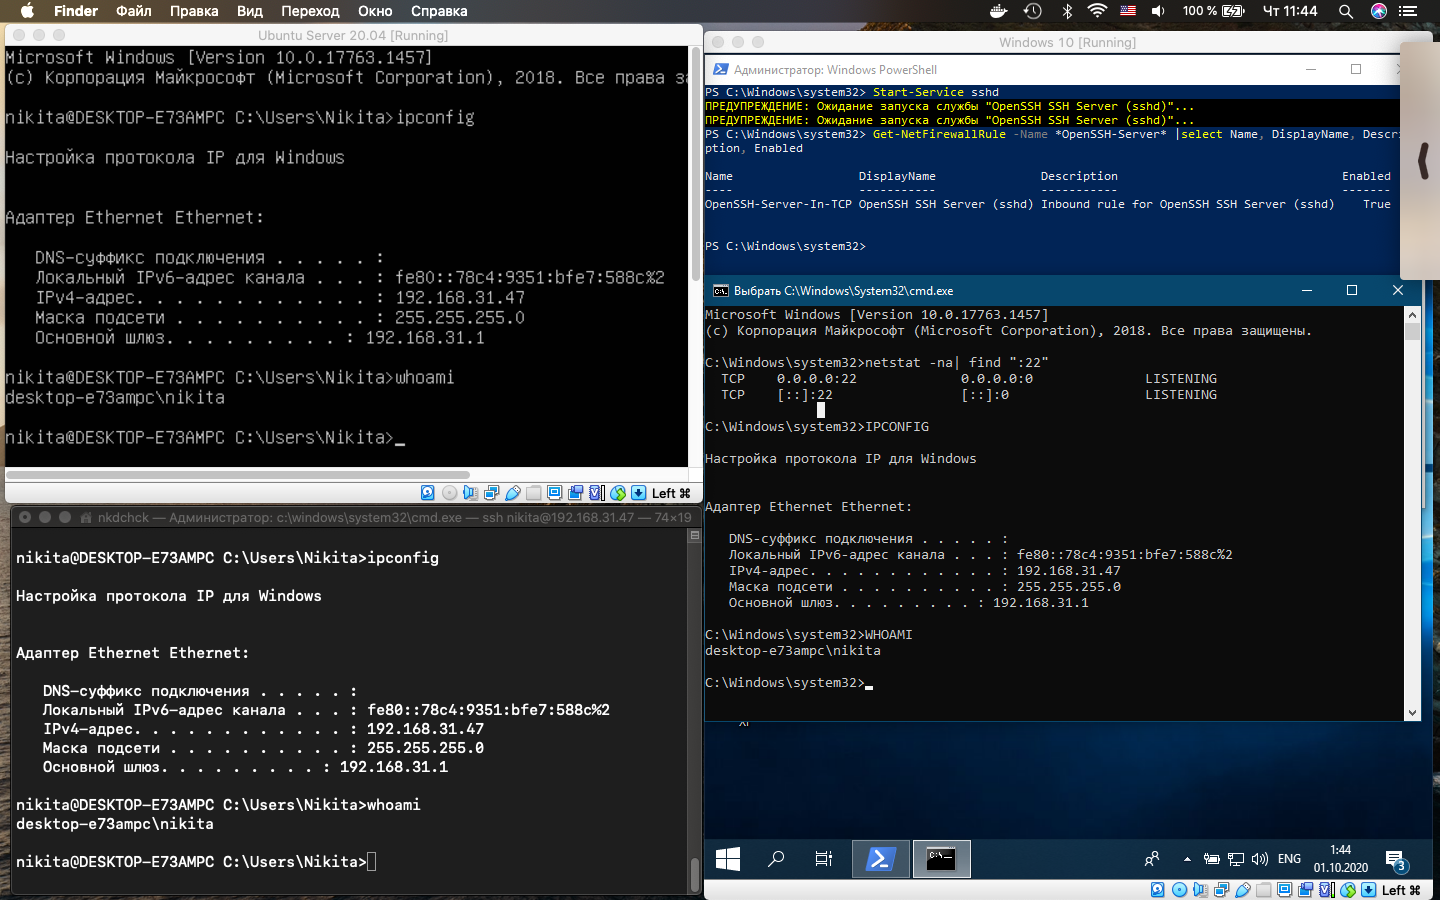 Finder Файл Правка Вид Переход Окно Справка 100 % Чт 11:44
Ubuntu Server 20.04 [Running]
Microsoft Windows [Version 10.0.17763.1457]
(c) Корпорация Майкрософт (Microsoft Corporation), 2018. Все права за
nikita@DESKTOP-E73AMPC C:\Users\Nikita>ipconfig
Настройка протокола IP для Windows
Адаптер Ethernet Ethernet:
DNS-суффикс подключения . . . . . :
Локальный IPv6-адрес канала . . . : fe80::78c4:9351:bfe7:588c%2
IPv4-адрес. . . . . . . . . . . . : 192.168.31.47
Маска подсети . . . . . . . . . . : 255.255.255.0
Основной шлюз. . . . . . . . . : 192.168.31.1
nikita@DESKTOP-E73AMPC C:\Users\Nikita>whoami
desktop-e73ampc\nikita
nikita@DESKTOP-E73AMPC C:\Users\Nikita>_
Left ⌘
nkdchck — Администратор: c:\windows\system32\cmd.exe — ssh nikita@192.168.31.47 — 74×19
nikita@DESKTOP-E73AMPC C:\Users\Nikita>ipconfig
Настройка протокола IP для Windows
Адаптер Ethernet Ethernet:
DNS-суффикс подключения . . . . . :
Локальный IPv6-адрес канала . . . : fe80::78c4:9351:bfe7:588c%2
IPv4-адрес. . . . . . . . . . . . : 192.168.31.47
Маска подсети . . . . . . . . . . : 255.255.255.0
Основной шлюз. . . . . . . . . : 192.168.31.1
nikita@DESKTOP-E73AMPC C:\Users\Nikita>whoami
desktop-e73ampc\nikita
nikita@DESKTOP-E73AMPC C:\Users\Nikita>
Windows 10 [Running]
Администратор: Windows PowerShell
PS C:\Windows\system32> Start-Service sshd
ПРЕДУПРЕЖДЕНИЕ: Ожидание запуска службы "OpenSSH SSH Server (sshd)"...
ПРЕДУПРЕЖДЕНИЕ: Ожидание запуска службы "OpenSSH SSH Server (sshd)"...
PS C:\Windows\system32> Get-NetFirewallRule -Name *OpenSSH-Server* |select Name, DisplayName, Descri
ption, Enabled
Name DisplayName Description Enabled
---- ----------- ----------- -------
OpenSSH-Server-In-TCP OpenSSH SSH Server (sshd) Inbound rule for OpenSSH SSH Server (sshd) True
PS C:\Windows\system32>
Выбрать C:\Windows\System32\cmd.exe
Microsoft Windows [Version 10.0.17763.1457]
(c) Корпорация Майкрософт (Microsoft Corporation), 2018. Все права защищены.
C:\Windows\system32>netstat -na| find ":22"
TCP 0.0.0.0:22 0.0.0.0:0 LISTENING
TCP [::]:22 [::]:0 LISTENING
C:\Windows\system32>IPCONFIG
Настройка протокола IP для Windows
Адаптер Ethernet Ethernet:
DNS-суффикс подключения . . . . . :
Локальный IPv6-адрес канала . . . : fe80::78c4:9351:bfe7:588c%2
IPv4-адрес. . . . . . . . . . . . : 192.168.31.47
Маска подсети . . . . . . . . . . : 255.255.255.0
Основной шлюз. . . . . . . . . : 192.168.31.1
C:\Windows\system32>WHOAMI
desktop-e73ampc\nikita
C:\Windows\system32>
ENG 1:44
01.10.2020 3
Left ⌘